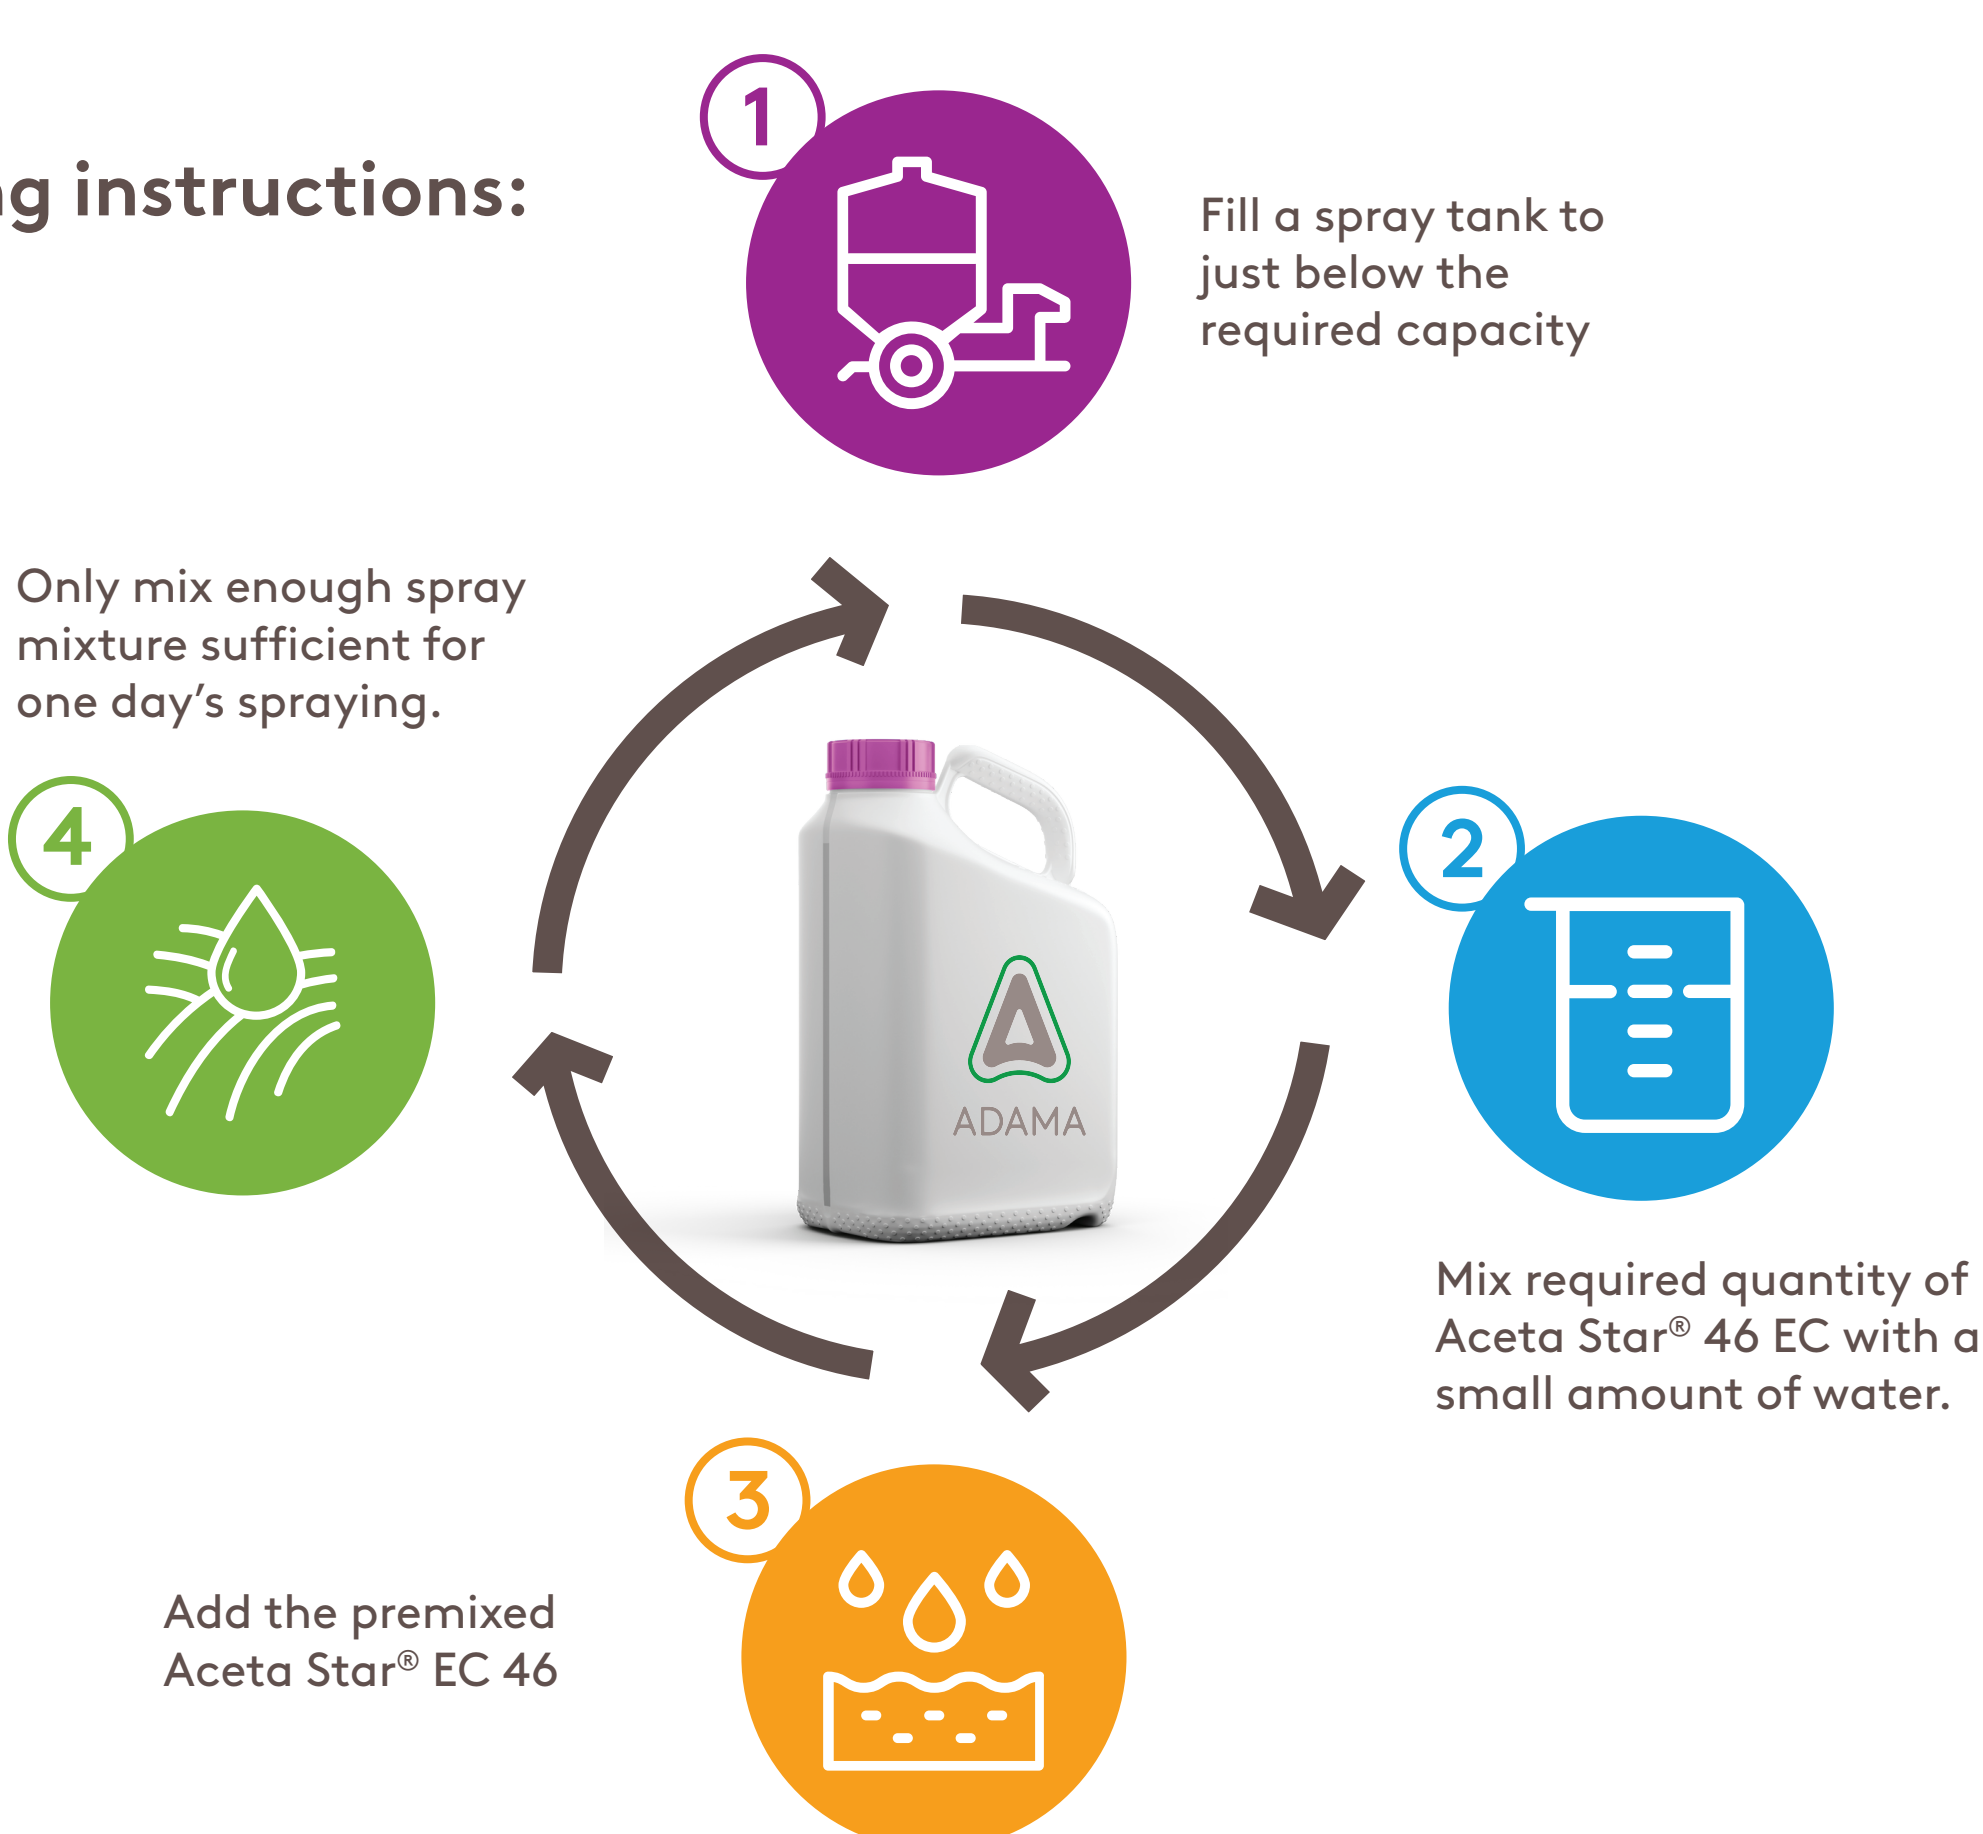 g instructions:
1
Fill a spray tank to
just below the
required capacity
2
Mix required quantity of
Aceta Star® 46 EC with a
small amount of water.
3
Add the premixed
Aceta Star® EC 46
4
Only mix enough spray
mixture sufficient for
one day’s spraying.
ADAMA